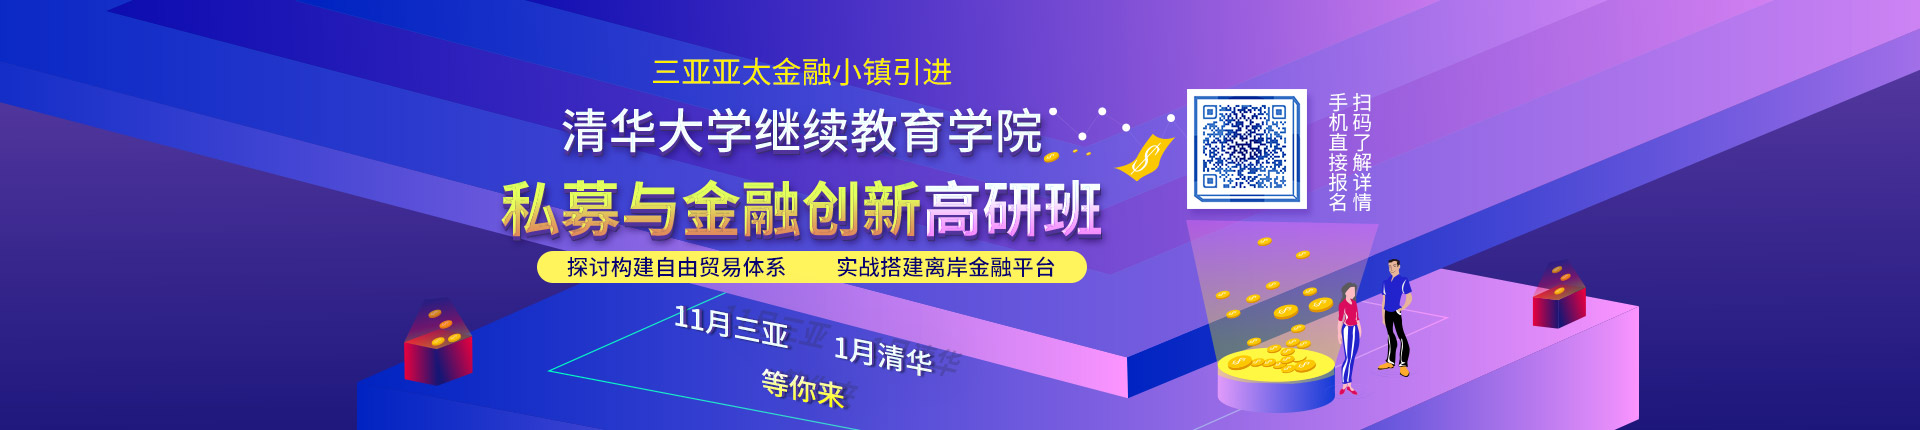 三亚亚太金融小镇引进
清华大学继续教育学院
私募与金融创新高研班
探讨构建自由贸易体系 实战搭建离岸金融平台
11月三亚 1月清华
等你来
扫码了解详情
手机直接报名